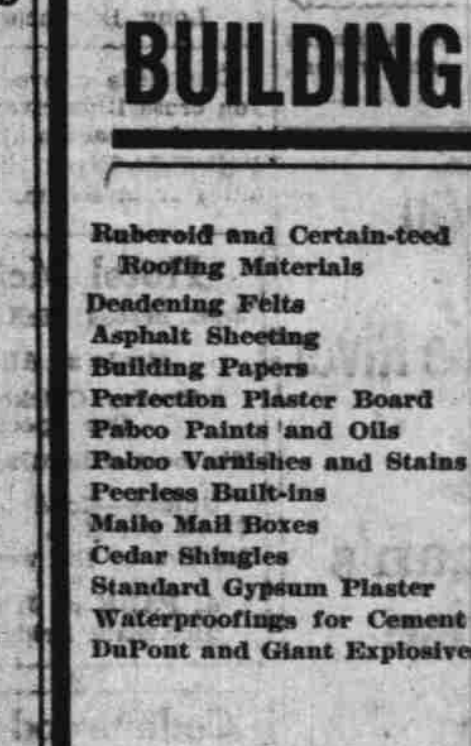 BUILDING
Ruberoid and Certain-teed
Roofing Materials
Deadening Felts
Asphalt Sheeting
Building Papers
Perfection Plaster Board
Pabco Paints and Oils
Pabco Varnishes and Stains
Peerless Built-ins
Mailo Mail Boxes
Cedar Shingles
Standard Gypsum Plaster
Waterproofings for Cement
DuPont and Giant Explosive